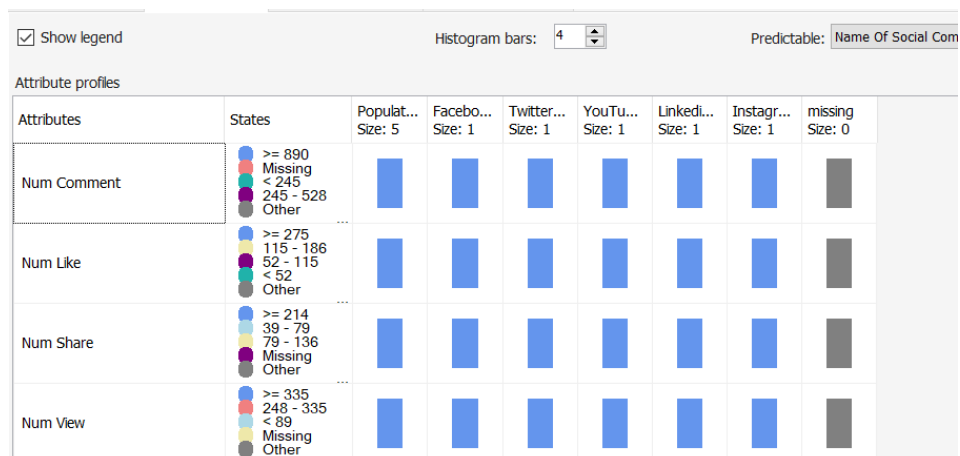 Show legend
Histogram bars: 4
Predictable: Name Of Social Com
Attribute profiles
Attributes States Populat... Facebo... Twitter... YouTu... Linkedi... Instagr... missing
Size: 5 Size: 1 Size: 1 Size: 1 Size: 1 Size: 1 Size: 0
Num Comment
>= 890
Missing
< 245
245 - 528
Other
...
Num Like
>= 275
115 - 186
52 - 115
< 52
Other
...
Num Share
>= 214
39 - 79
79 - 136
Missing
Other
...
Num View
>= 335
248 - 335
< 89
Missing
Other